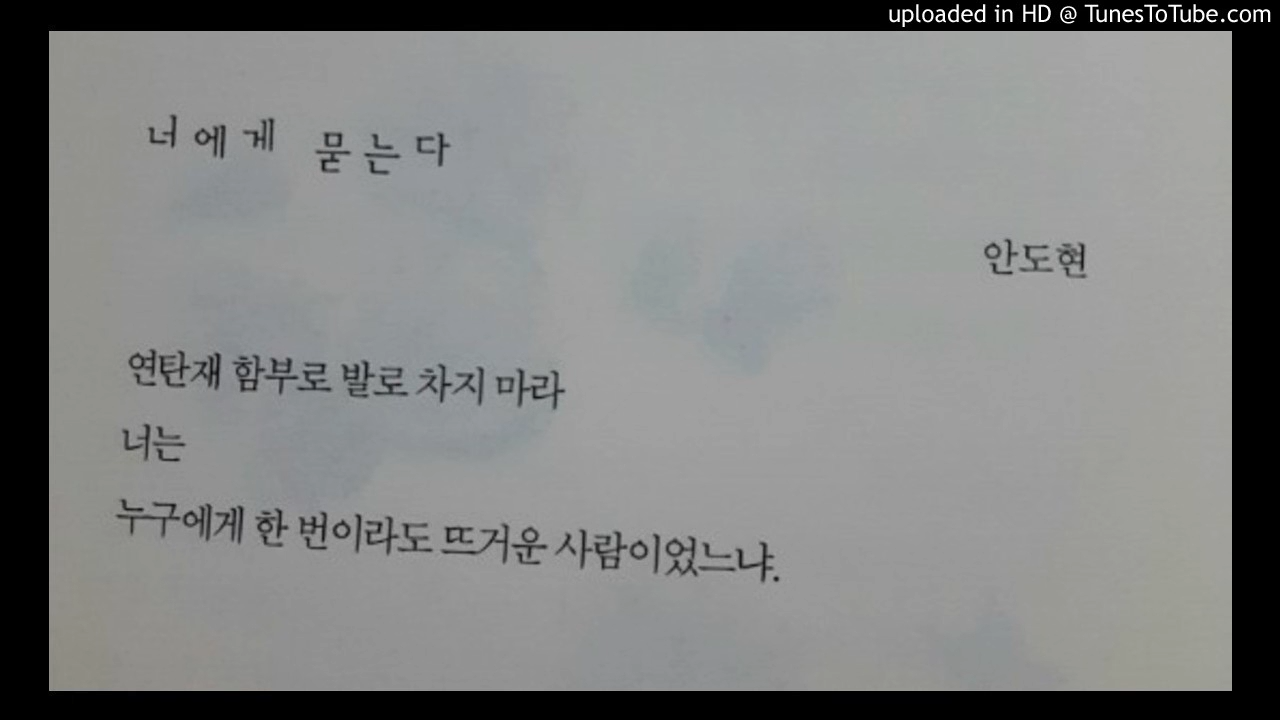 uploaded in HD @ TunesToTube.com
너에게 묻는다
안도현
연탄재 함부로 발로 차지 마라
너는
누구에게 한 번이라도 뜨거운 사람이었느냐.